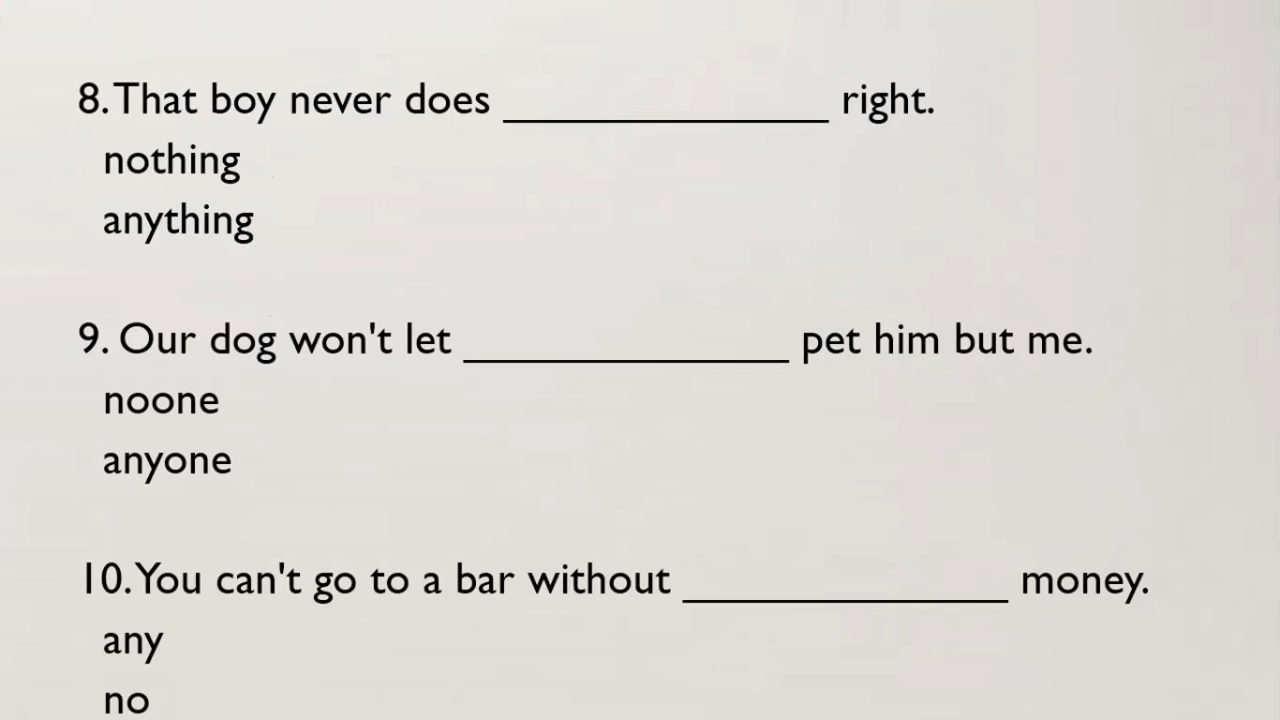 8. That boy never does _______________ right.
nothing
anything
9. Our dog won't let _______________ pet him but me.
noone
anyone
10. You can't go to a bar without _______________ money.
any
no